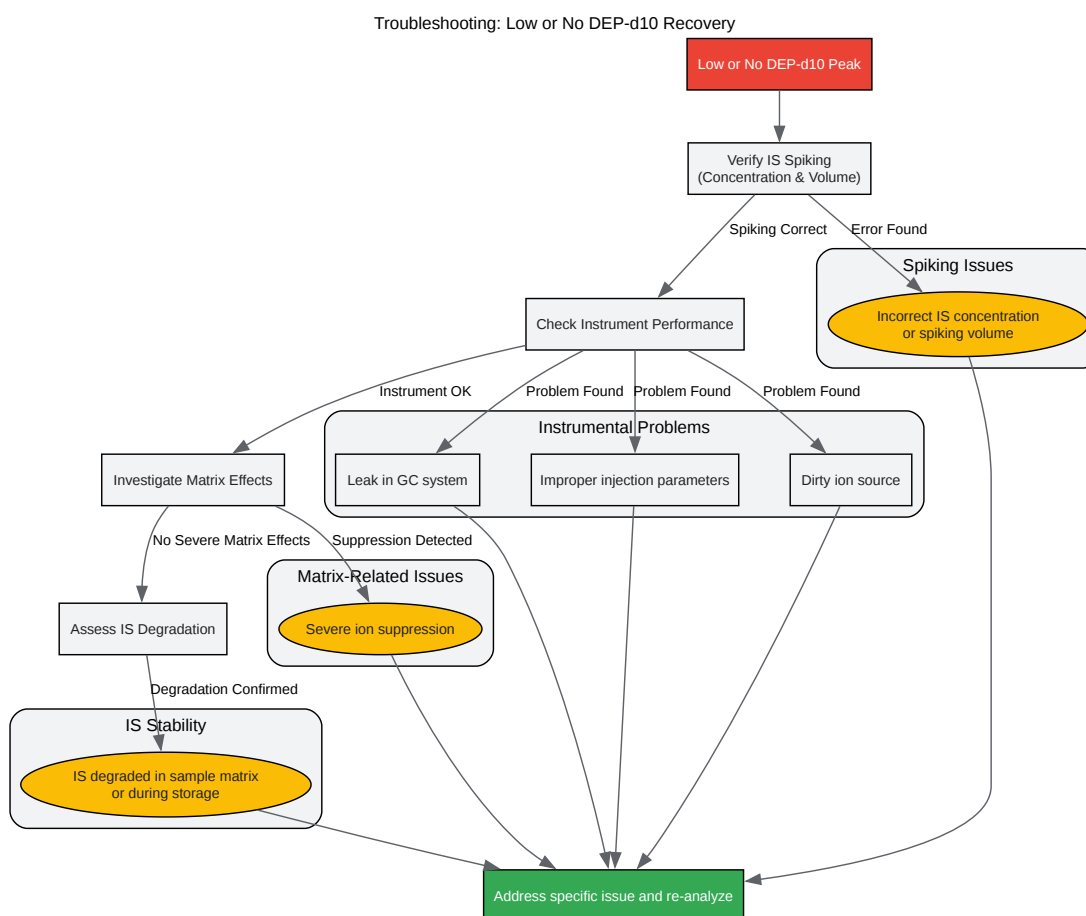 Troubleshooting: Low or No DEP-d10 Recovery
Low or No DEP-d10 Peak
Verify IS Spiking
(Concentration & Volume)
Spiking Correct
Error Found
Spiking Issues
Incorrect IS concentration
or spiking volume
Check Instrument Performance
Instrument OK
Problem Found
Problem Found
Problem Found
Instrumental Problems
Investigate Matrix Effects
Leak in GC system
Improper injection parameters
Dirty ion source
No Severe Matrix Effects
Suppression Detected
Matrix-Related Issues
Severe ion suppression
Assess IS Degradation
Degradation Confirmed
IS Stability
IS degraded in sample matrix
or during storage
Address specific issue and re-analyze